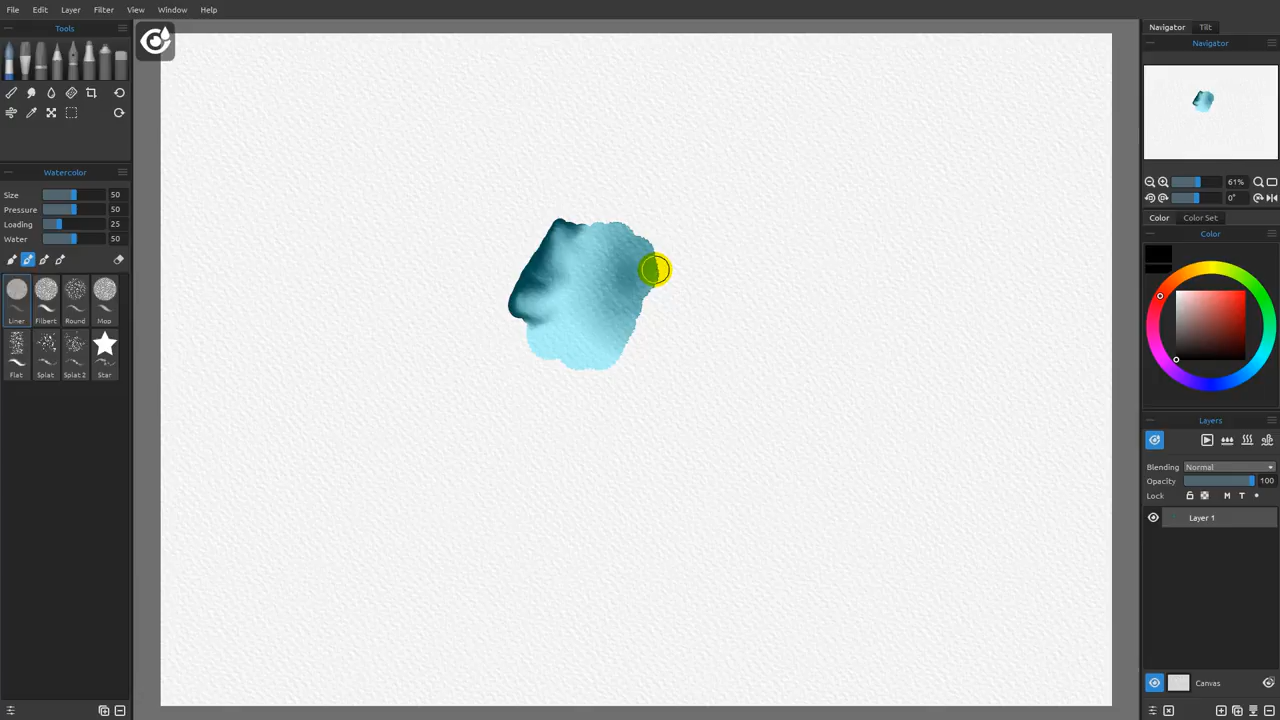 File Edit Layer Filter View Window Help
Tools
Watercolor
Size 50
Pressure 50
Loading 25
Water 50
Liner Filbert Round Mop
Flat Splat Splat 2 Star
Navigator Tilt
Navigator
61%
0°
Color Color Set
Color
Layers
Blending Normal
Opacity 100
Lock M T
Layer 1
Canvas